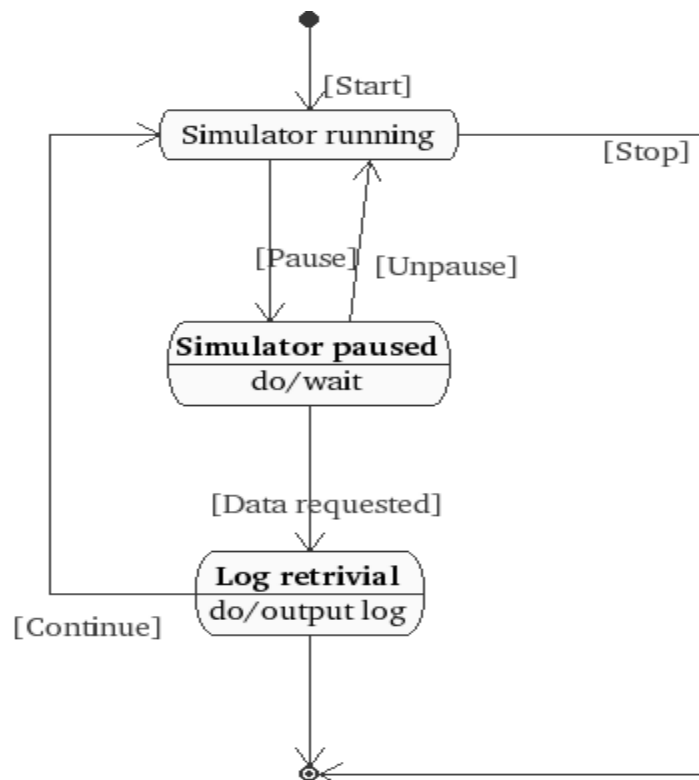 [Start]
Simulator running
[Stop]
[Pause]
[Unpause]
Simulator paused
do/wait
[Data requested]
Log retrivial
do/output log
[Continue]